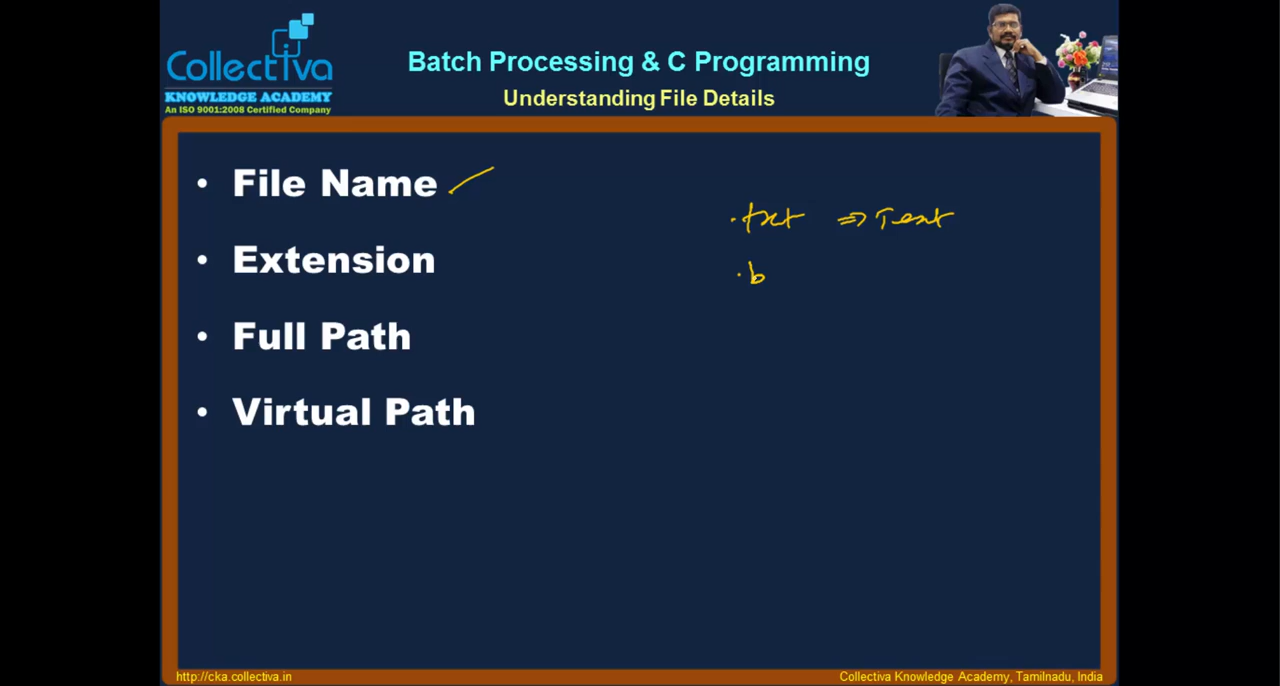 Collectiva
KNOWLEDGE ACADEMY
An ISO 9001:2008 Certified Company
Batch Processing & C Programming
Understanding File Details
• File Name
• Extension
• Full Path
• Virtual Path
.txt ⇒ Text
.b
http://cka.collectiva.in
Collectiva Knowledge Academy, Tamilnadu, India